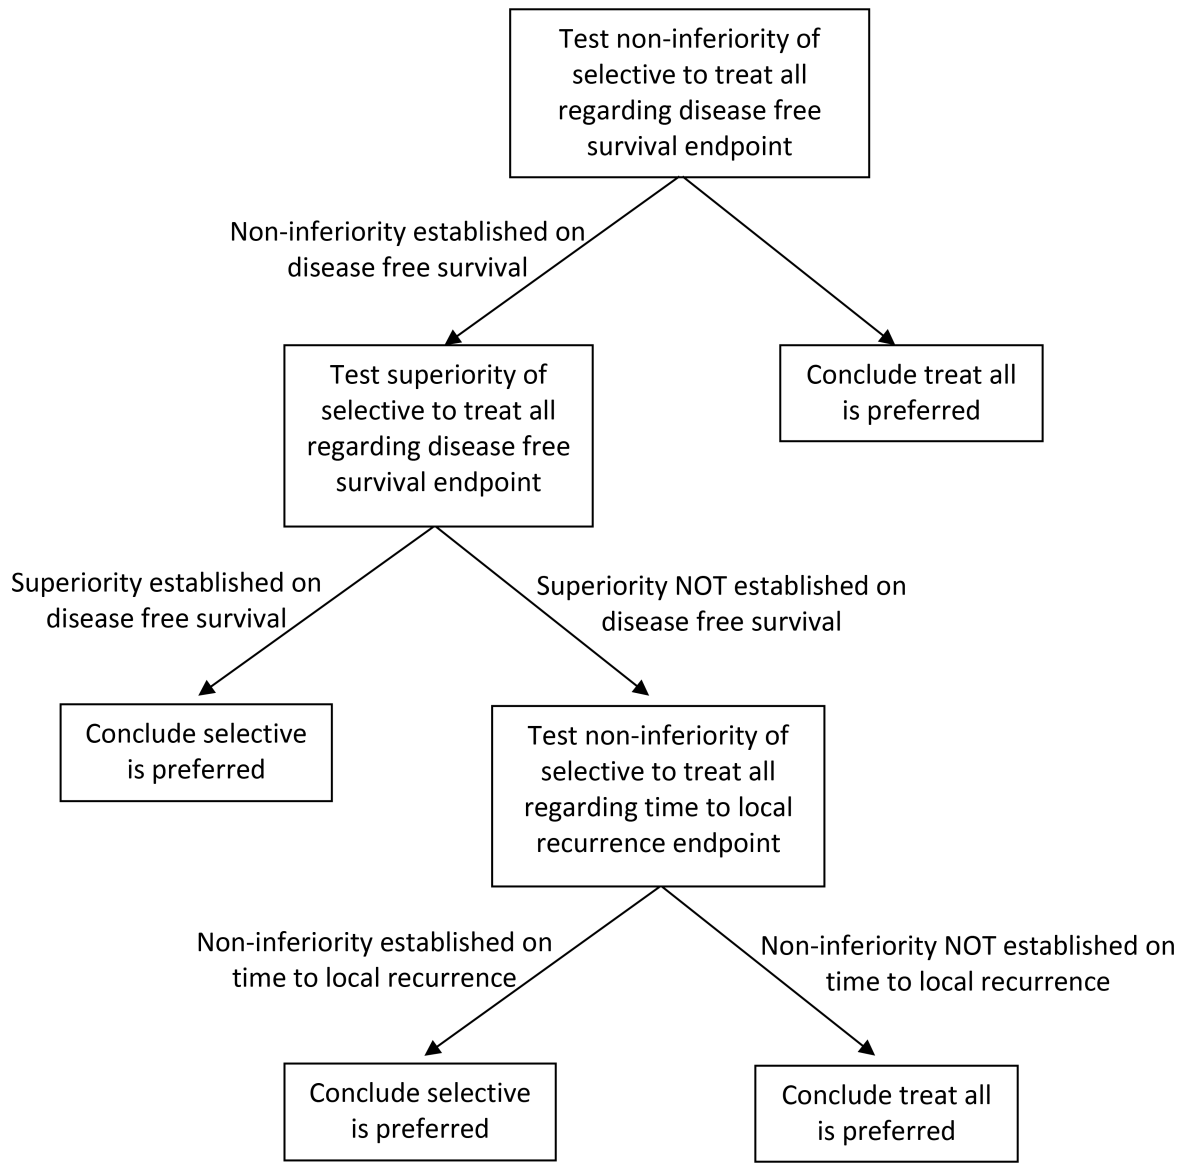 Test non-inferiority of
selective to treat all
regarding disease free
survival endpoint
Non-inferiority established on
disease free survival
Test superiority of
selective to treat all
regarding disease free
survival endpoint
Conclude treat all
is preferred
Superiority established on
disease free survival
Superiority NOT established on
disease free survival
Conclude selective
is preferred
Test non-inferiority of
selective to treat all
regarding time to local
recurrence endpoint
Non-inferiority established on
time to local recurrence
Non-inferiority NOT established on
time to local recurrence
Conclude selective
is preferred
Conclude treat all
is preferred